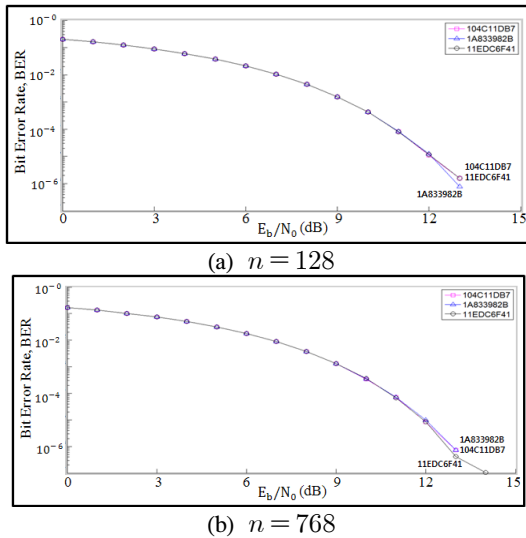 10^0
10^-2
10^-4
10^-6
Bit Error Rate, BER
104C11DB7
1A833982B
11EDC6F41
104C11DB7
11EDC6F41
1A833982B
0 3 6 9 12 15
E_b/N_0 (dB)
(a) n = 128
10^-0
10^-2
10^-4
10^-6
Bit Error Rate, BER
104C11DB7
1A833982B
11EDC6F41
1A833982B
104C11DB7
11EDC6F41
0 3 6 9 12 15
E_b/N_0 (dB)
(b) n = 768